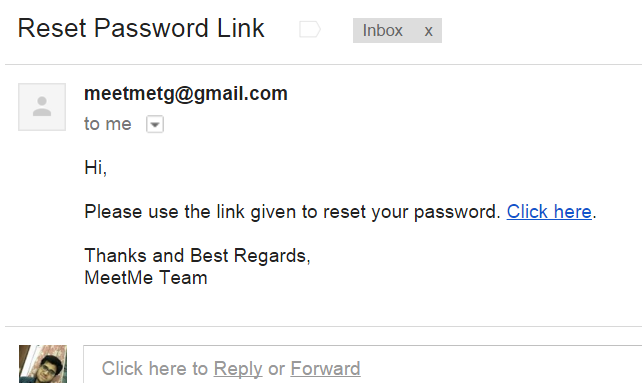 Reset Password Link
Inbox x
meetmetg@gmail.com
to me
Hi,
Please use the link given to reset your password. Click here.
Thanks and Best Regards,
MeetMe Team
Click here to Reply or Forward